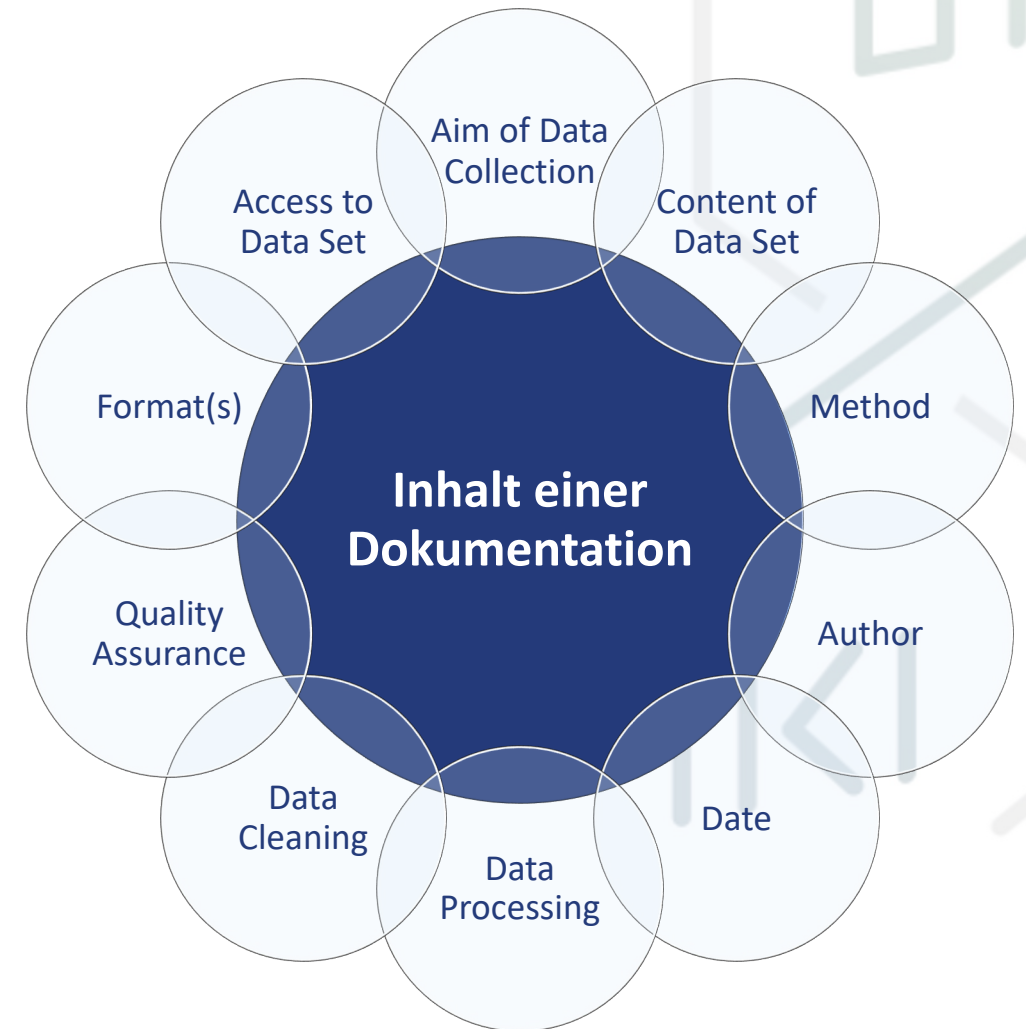 Aim of Data
Collection
Content of
Data Set
Method
Author
Date
Data
Processing
Data
Cleaning
Quality
Assurance
Format(s)
Access to
Data Set
Inhalt einer
Dokumentation